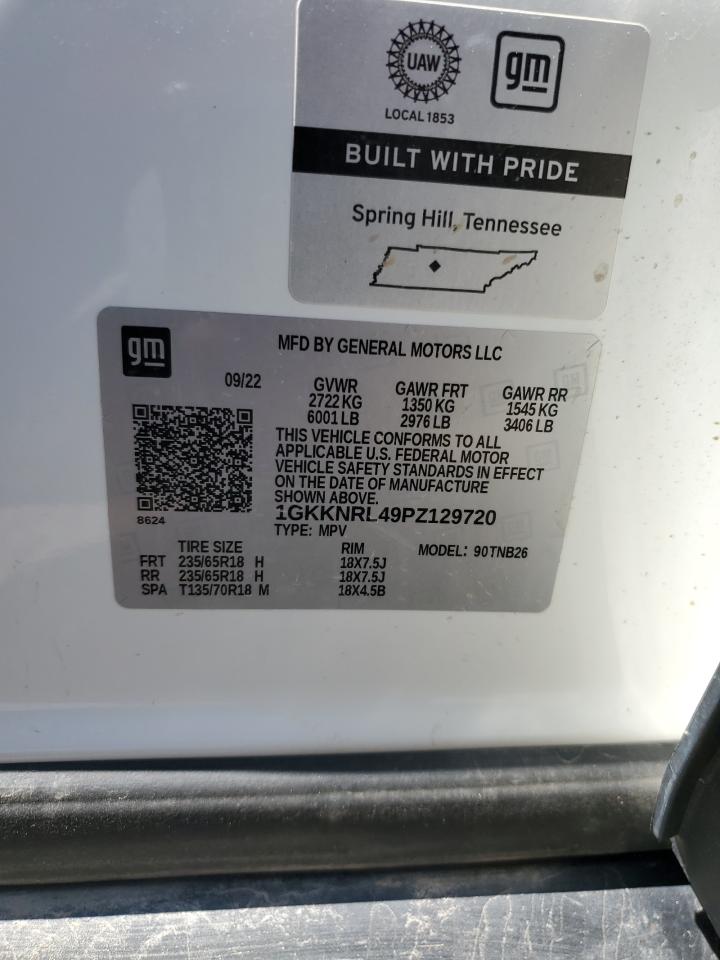 UAW
gm
LOCAL 1853
BUILT WITH PRIDE
Spring Hill, Tennessee
gm
MFD BY GENERAL MOTORS LLC
09/22
GVWR GAWR FRT GAWR RR
2722 KG 1350 KG 1545 KG
6001 LB 2976 LB 3406 LB
THIS VEHICLE CONFORMS TO ALL
APPLICABLE U.S. FEDERAL MOTOR
VEHICLE SAFETY STANDARDS IN EFFECT
ON THE DATE OF MANUFACTURE
SHOWN ABOVE.
8624
1GKKNRL49PZ129720
TYPE: MPV
TIRE SIZE RIM MODEL: 90TNB26
FRT 235/65R18 H 18X7.5J
RR 235/65R18 H 18X7.5J
SPA T135/70R18 M 18X4.5B